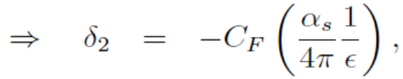 ⇒ δ₂ = −C_F ( α_s/4π 1/ϵ ) ,